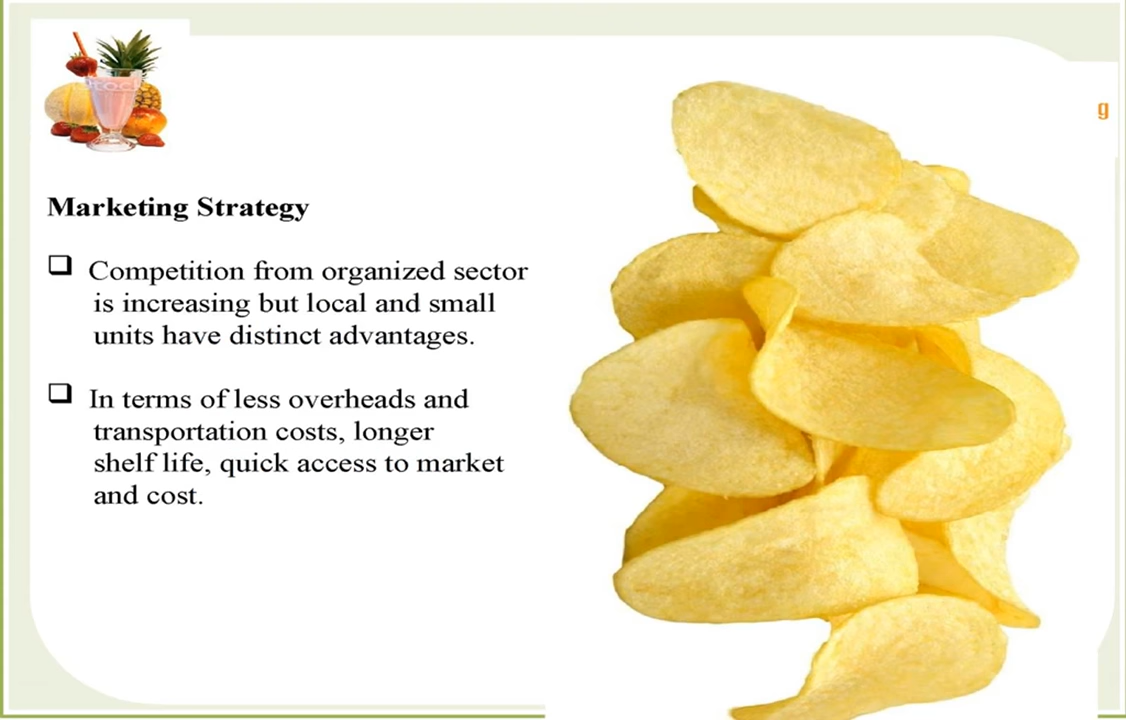 g
Marketing Strategy
❑ Competition from organized sector
is increasing but local and small
units have distinct advantages.
❑ In terms of less overheads and
transportation costs, longer
shelf life, quick access to market
and cost.